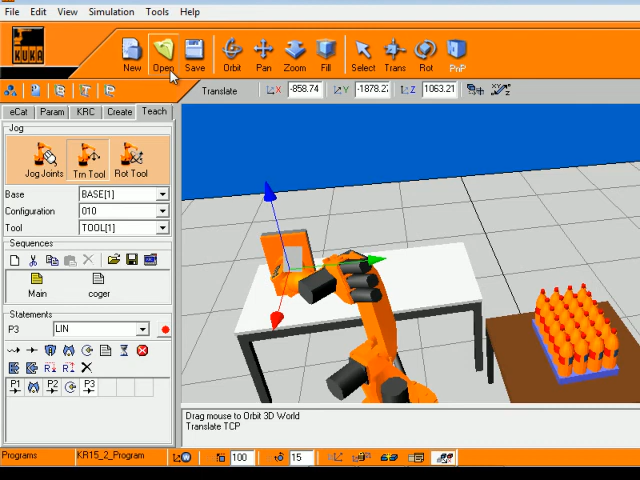 File Edit View Simulation Tools Help
KUKA
New Open Save Orbit Pan Zoom Fill Select Trans Rot PnP
Translate X -858.74 Y -1878.27 Z 1063.21
eCat Param KRC Create Teach
Jog
Jog Joints Trn Tool Rot Tool
Base BASE[1]
Configuration 010
Tool TOOL[1]
Sequences
Main coger
Statements
P3 LIN
P1 P2 P3
Drag mouse to Orbit 3D World
Translate TCP
Programs KR15_2_Program 100 15